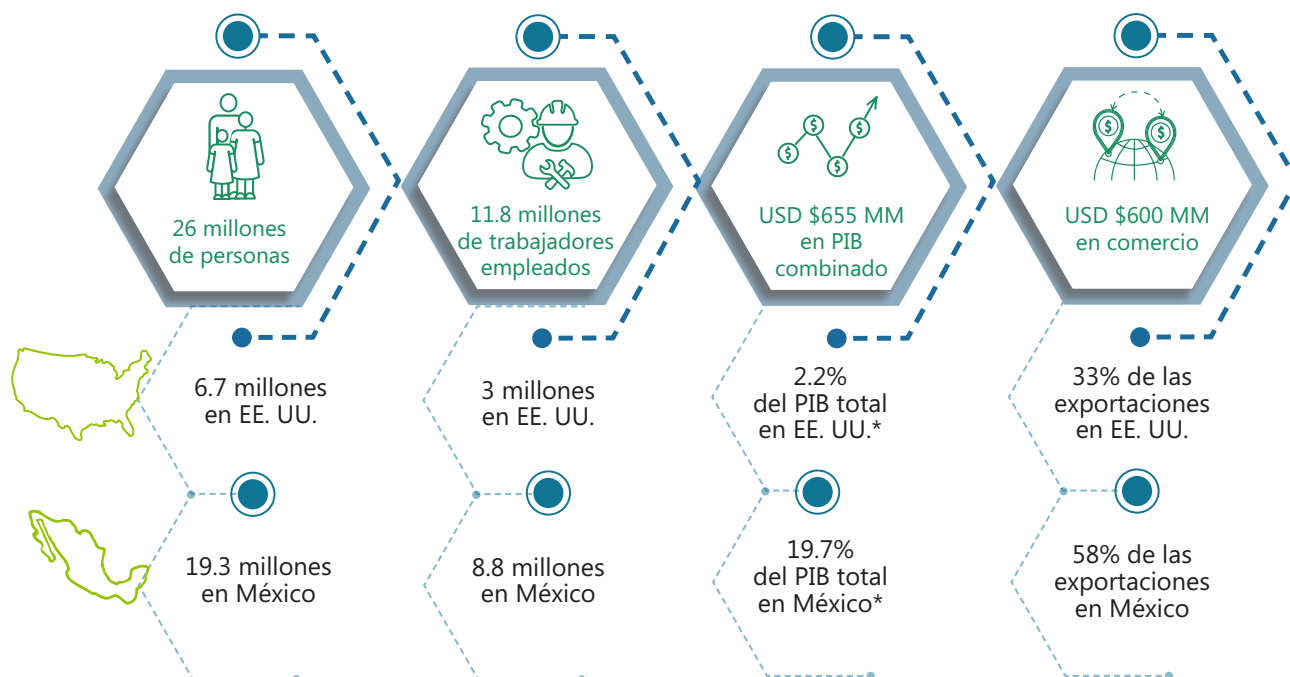 26 millones
de personas
11.8 millones
de trabajadores
empleados
USD $655 MM
en PIB
combinado
USD $600 MM
en comercio
6.7 millones
en EE. UU.
3 millones
en EE. UU.
2.2%
del PIB total
en EE. UU.*
33% de las
exportaciones
en EE. UU.
19.3 millones
en México
8.8 millones
en México
19.7%
del PIB total
en México*
58% de las
exportaciones
en México